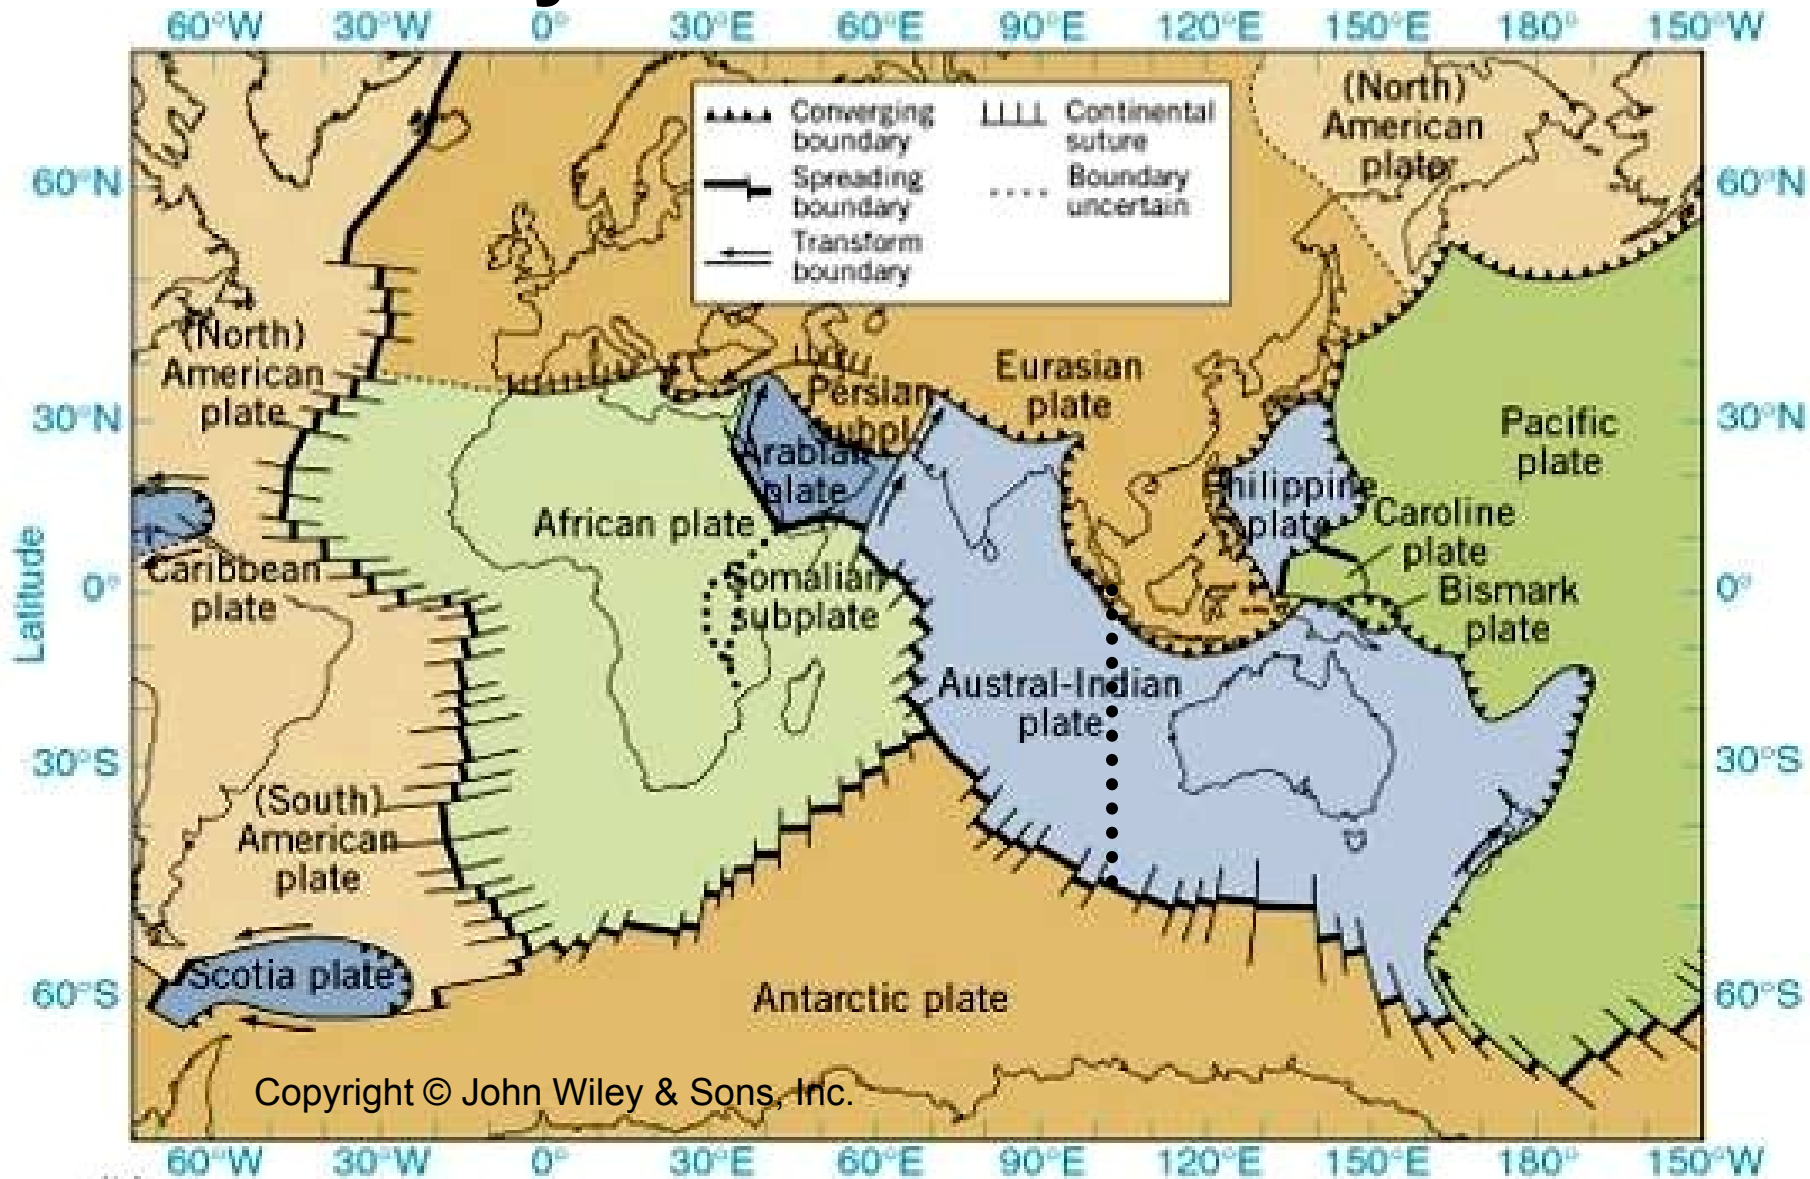 60°W 30°W 0° 30°E 60°E 90°E 120°E 150°E 180° 150°W
Converging
boundary
Spreading
boundary
Transform
boundary
Continental
suture
Boundary
uncertain
(North)
American
plate
60°N
60°N
(North)
American
plate
30°N
Eurasian
plate
Persian
subpl
Arabian
plate
30°N
Pacific
plate
Philippine
plate
Caroline
plate
African plate
Latitude
Caribbean
plate
0°
Somalian
subplate
0°
Bismark
plate
Austral-Indian
plate
30°S
30°S
(South)
American
plate
Scotia plate
60°S
Antarctic plate
60°S
Copyright © John Wiley & Sons, Inc.
60°W 30°W 0° 30°E 60°E 90°E 120°E 150°E 180° 150°W